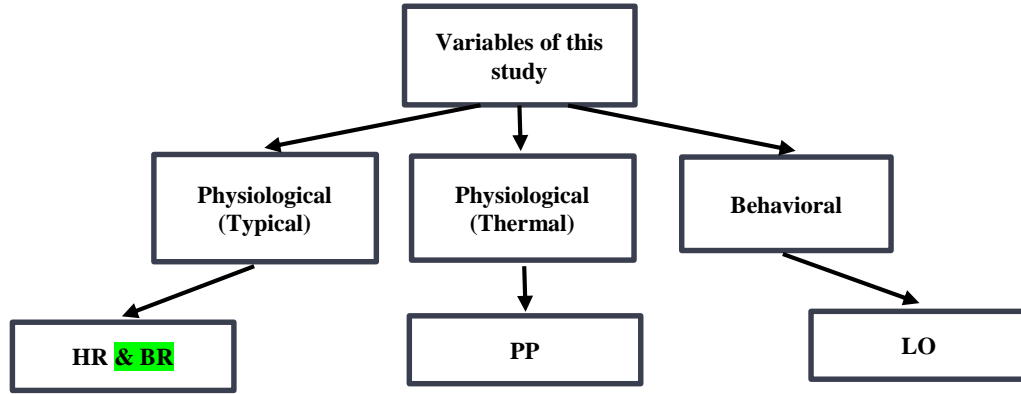 Variables of this
study
Physiological
(Typical)
Physiological
(Thermal)
Behavioral
HR & BR
PP
LO